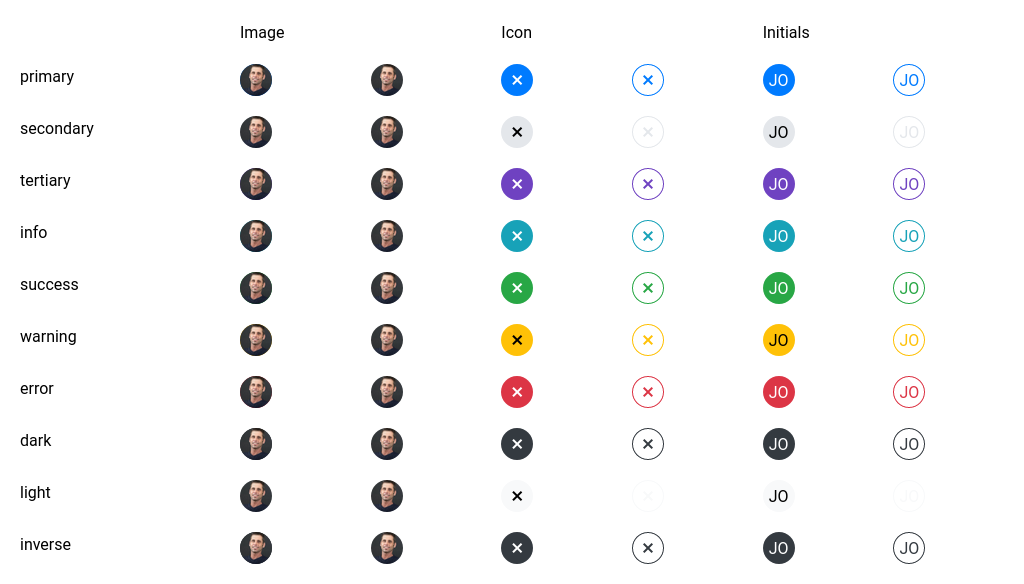 Image Icon Initials
primary JO JO
secondary JO JO
tertiary JO JO
info JO JO
success JO JO
warning JO JO
error JO JO
dark JO JO
light JO JO
inverse JO JO